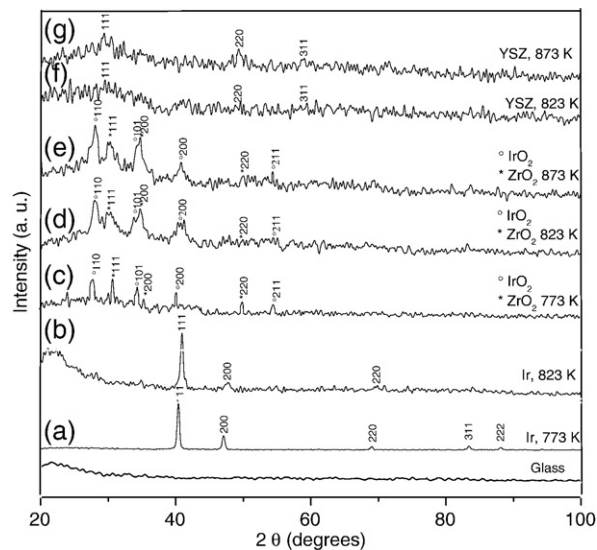 (g)
111
220
311
YSZ, 873 K
(f)
111
220
311
YSZ, 823 K
(e)
°110
*111
°101
*200
°200
*220
°211
° IrO2
* ZrO2 873 K
(d)
°110
*111
°101
*200
°200
*220
°211
° IrO2
* ZrO2 823 K
(c)
°110
*111
°101
*200
°200
*220
°211
° IrO2
* ZrO2 773 K
(b)
111
200
220
Ir, 823 K
(a)
111
200
220
311
222
Ir, 773 K
Glass
Intensity (a. u.)
20 40 60 80 100
2 θ (degrees)